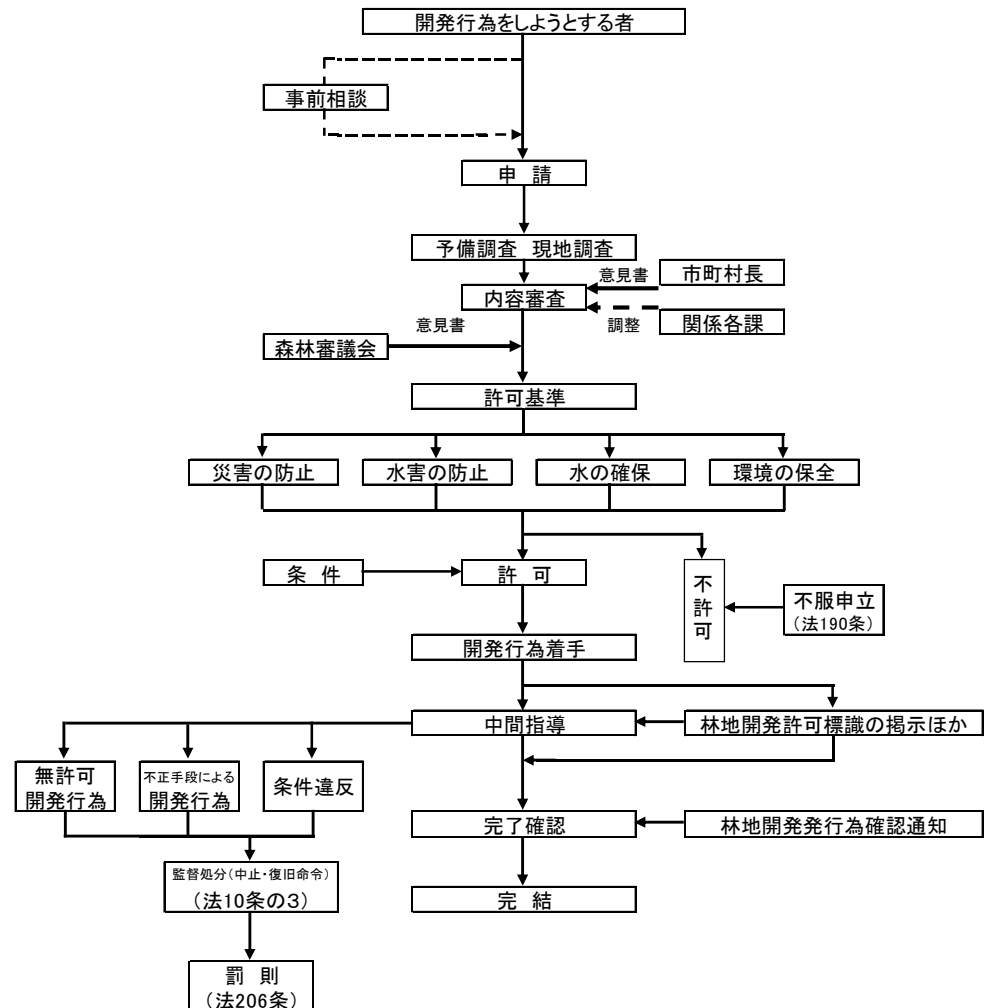 開発行為をしようとする者
事前相談
申　請
予備調査　現地調査
意見書
市町村長
内容審査
意見書
調整
関係各課
森林審議会
許可基準
災害の防止
水害の防止
水の確保
環境の保全
条　件
許　可
不許可
不服申立
（法190条）
開発行為着手
中間指導
林地開発許可標識の掲示ほか
無許可
開発行為
不正手段による
開発行為
条件違反
完了確認
林地開発発行為確認通知
監督処分（中止・復旧命令）
（法10条の3）
完　結
罰　則
（法206条）